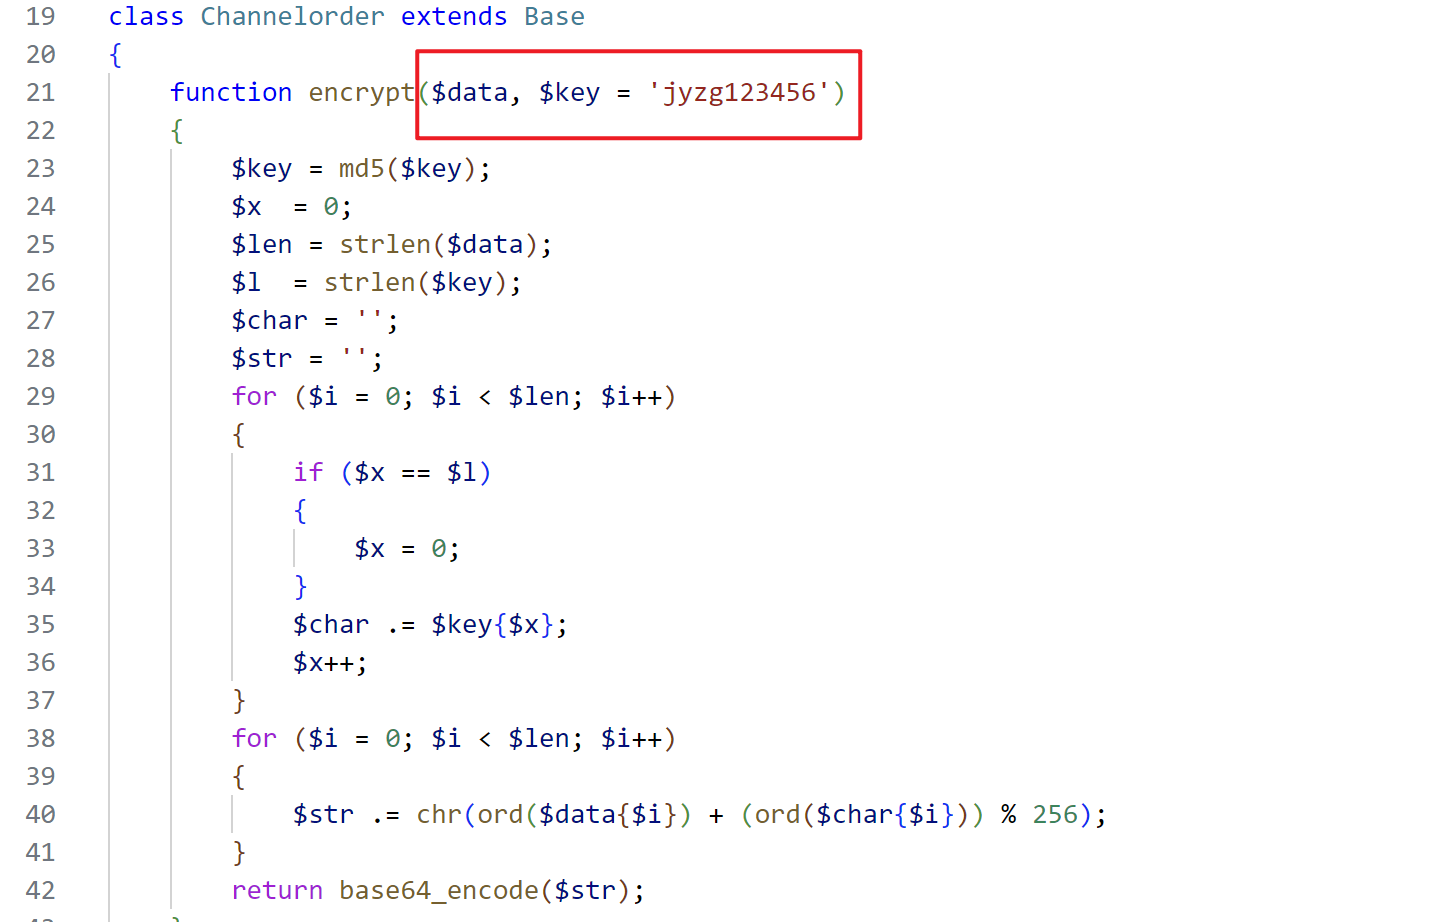 19 class Channelorder extends Base
20 {
21 function encrypt($data, $key = 'jyzg123456')
22 {
23 $key = md5($key);
24 $x  = 0;
25 $len = strlen($data);
26 $l  = strlen($key);
27 $char = '';
28 $str = '';
29 for ($i = 0; $i < $len; $i++)
30 {
31 if ($x == $l)
32 {
33 $x = 0;
34 }
35 $char .= $key{$x};
36 $x++;
37 }
38 for ($i = 0; $i < $len; $i++)
39 {
40 $str .= chr(ord($data{$i}) + (ord($char{$i})) % 256);
41 }
42 return base64_encode($str);